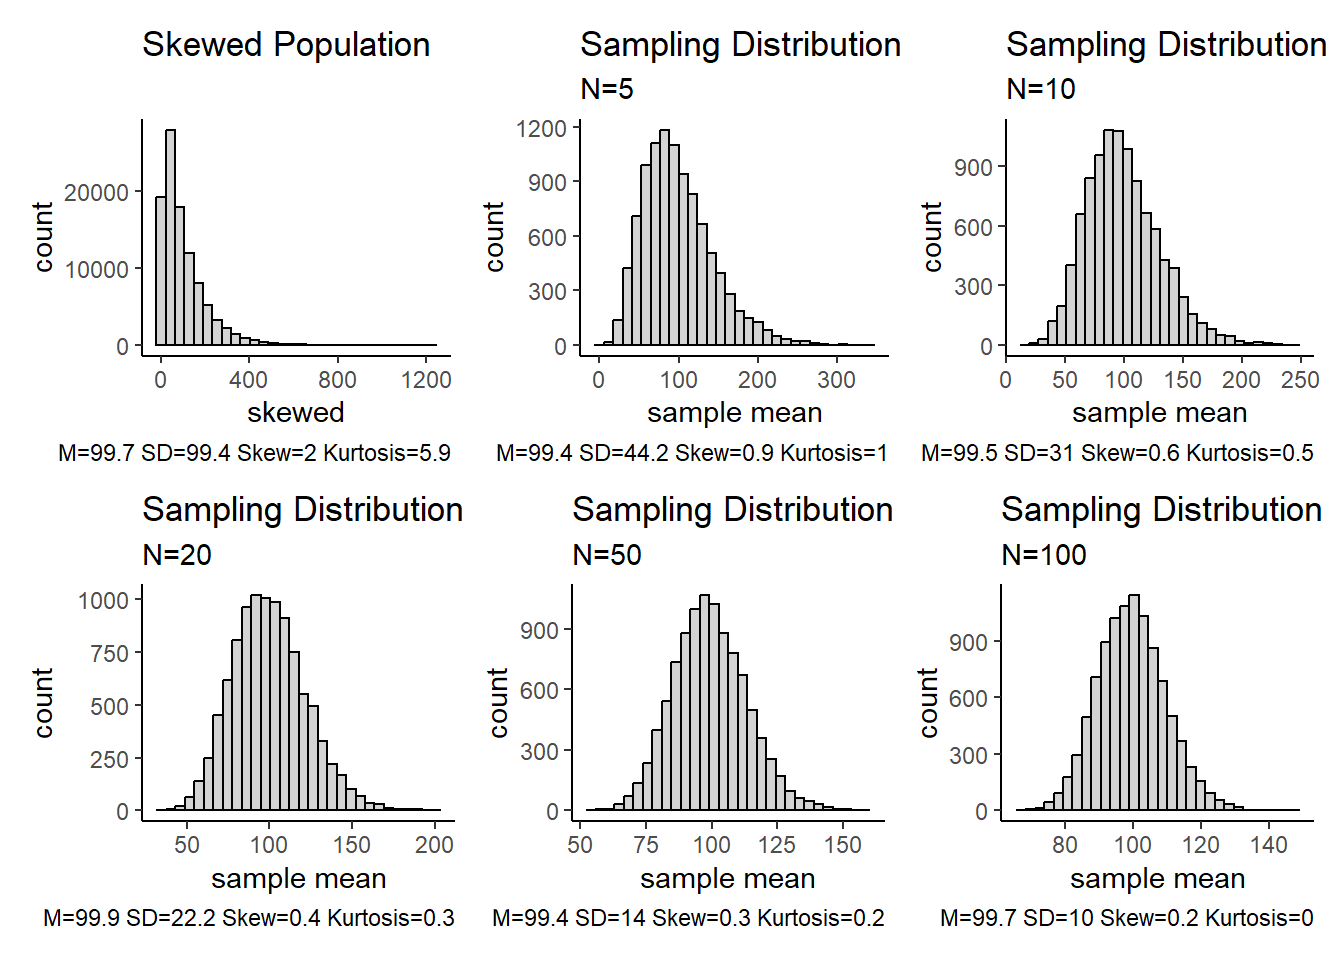 Skewed Population
count
20000
10000
0
0 400 800 1200
skewed
M=99.7 SD=99.4 Skew=2 Kurtosis=5.9
Sampling Distribution
N=5
count
1200
900
600
300
0
0 100 200 300
sample mean
M=99.4 SD=44.2 Skew=0.9 Kurtosis=1
Sampling Distribution
N=10
count
900
600
300
0
0 50 100 150 200 250
sample mean
M=99.5 SD=31 Skew=0.6 Kurtosis=0.5
Sampling Distribution
N=20
count
1000
750
500
250
0
50 100 150 200
sample mean
M=99.9 SD=22.2 Skew=0.4 Kurtosis=0.3
Sampling Distribution
N=50
count
900
600
300
0
50 75 100 125 150
sample mean
M=99.4 SD=14 Skew=0.3 Kurtosis=0.2
Sampling Distribution
N=100
count
900
600
300
0
80 100 120 140
sample mean
M=99.7 SD=10 Skew=0.2 Kurtosis=0